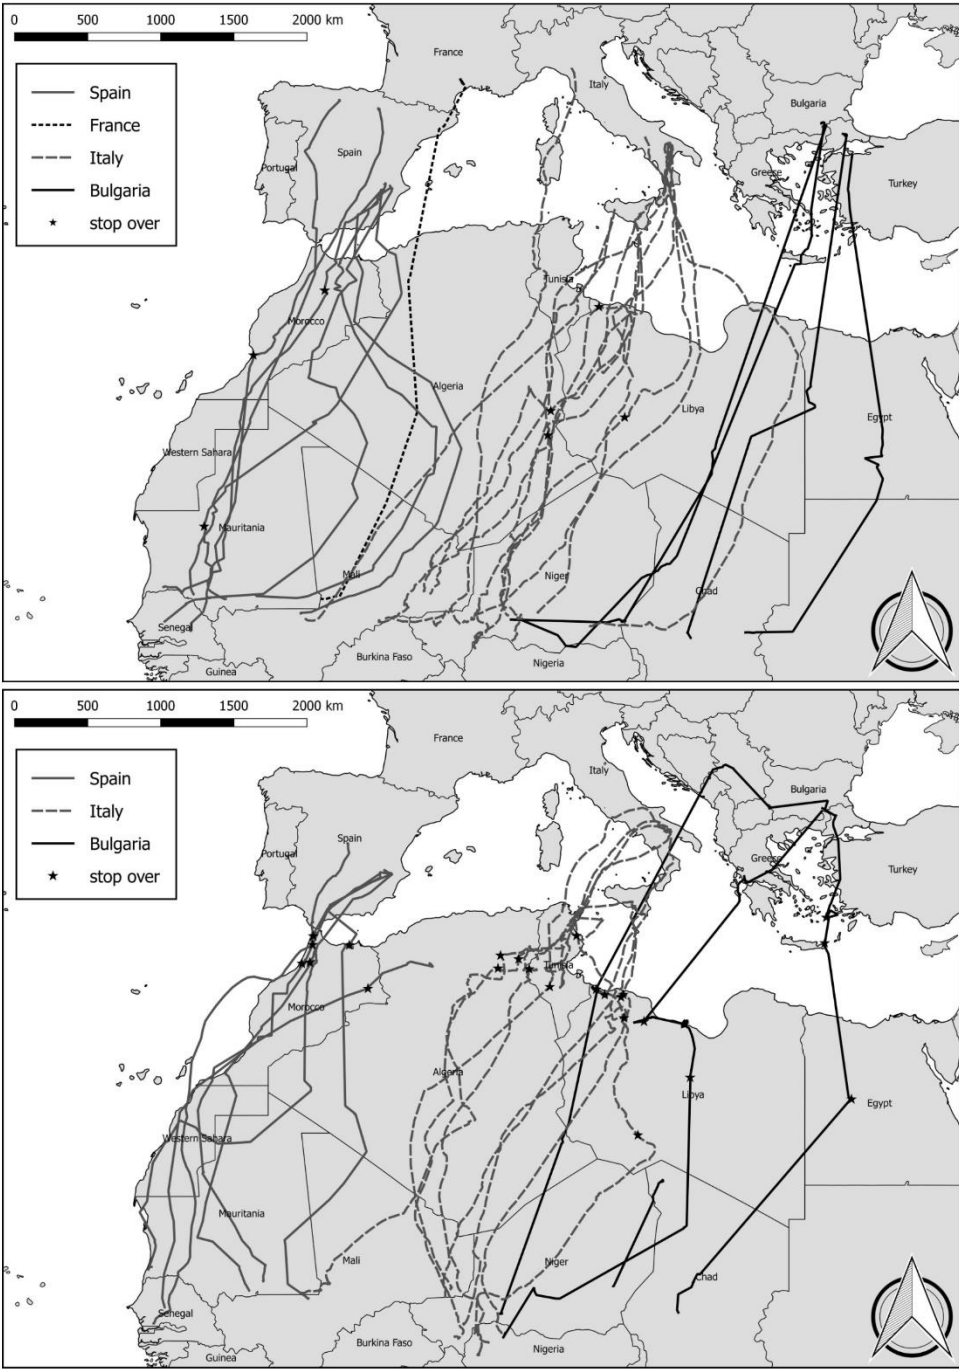 0 500 1000 1500 2000 km
France
Italy
Spain
France
Italy
Bulgaria
stop over
Bulgaria
Portugal
Spain
Greece
Turkey
Tunisia
Morocco
Algeria
Libya
Egypt
Western Sahara
Mauritania
Mali
Niger
Chad
Senegal
Burkina Faso
Nigeria
Guinea
0 500 1000 1500 2000 km
France
Italy
Spain
Italy
Bulgaria
stop over
Bulgaria
Portugal
Spain
Greece
Turkey
Tunisia
Morocco
Algeria
Libya
Egypt
Western Sahara
Mauritania
Mali
Niger
Chad
Senegal
Burkina Faso
Nigeria
Guinea